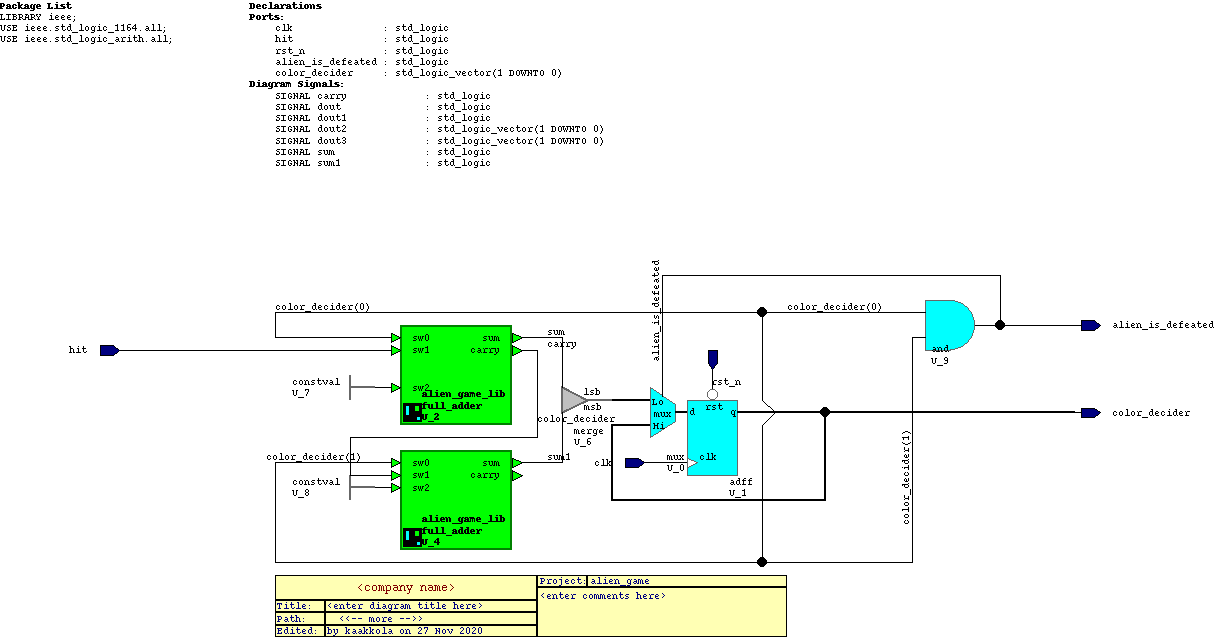 Package List
LIBRARY ieee;
USE ieee.std_logic_1164.all;
USE ieee.std_logic_arith.all;
Declarations
Ports:
clk : std_logic
hit : std_logic
rst_n : std_logic
alien_is_defeated : std_logic
color_decider : std_logic_vector(1 DOWNTO 0)
Diagram Signals:
SIGNAL carry : std_logic
SIGNAL dout : std_logic
SIGNAL dout1 : std_logic
SIGNAL dout2 : std_logic_vector(1 DOWNTO 0)
SIGNAL dout3 : std_logic_vector(1 DOWNTO 0)
SIGNAL sum : std_logic
SIGNAL sum1 : std_logic
alien_is_defeated
color_decider(0)
color_decider(0)
hit
sw0 sum
sw1 carry
sw2
alien_game_lib
full_adder
U_2
sum
carry
constval
U_7
lsb
msb
color_decider
merge
U_6
Lo
mux
Hi
mux
U_0
rst_n
rst
d q
clk
clk
adff
U_1
and
U_9
alien_is_defeated
color_decider
color_decider(1)
color_decider(1)
sw0 sum
sw1 carry
sw2
alien_game_lib
full_adder
U_4
sum1
constval
U_8
<company name>
Title: <enter diagram title here>
Path: <<-- more -->>
Edited: by kaakkola on 27 Nov 2020
Project: alien_game
<enter comments here>